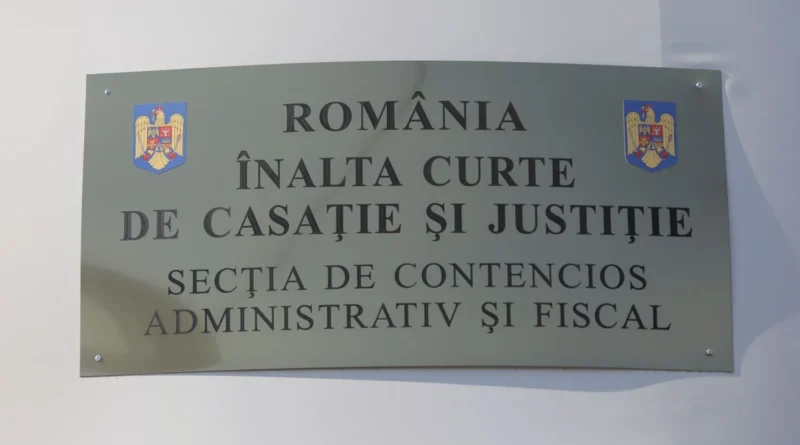 ROMÂNIA
ÎNALTA CURTE
DE CASAŢIE ŞI JUSTIŢIE
SECŢIA DE CONTENCIOS
ADMINISTRATIV ŞI FISCAL